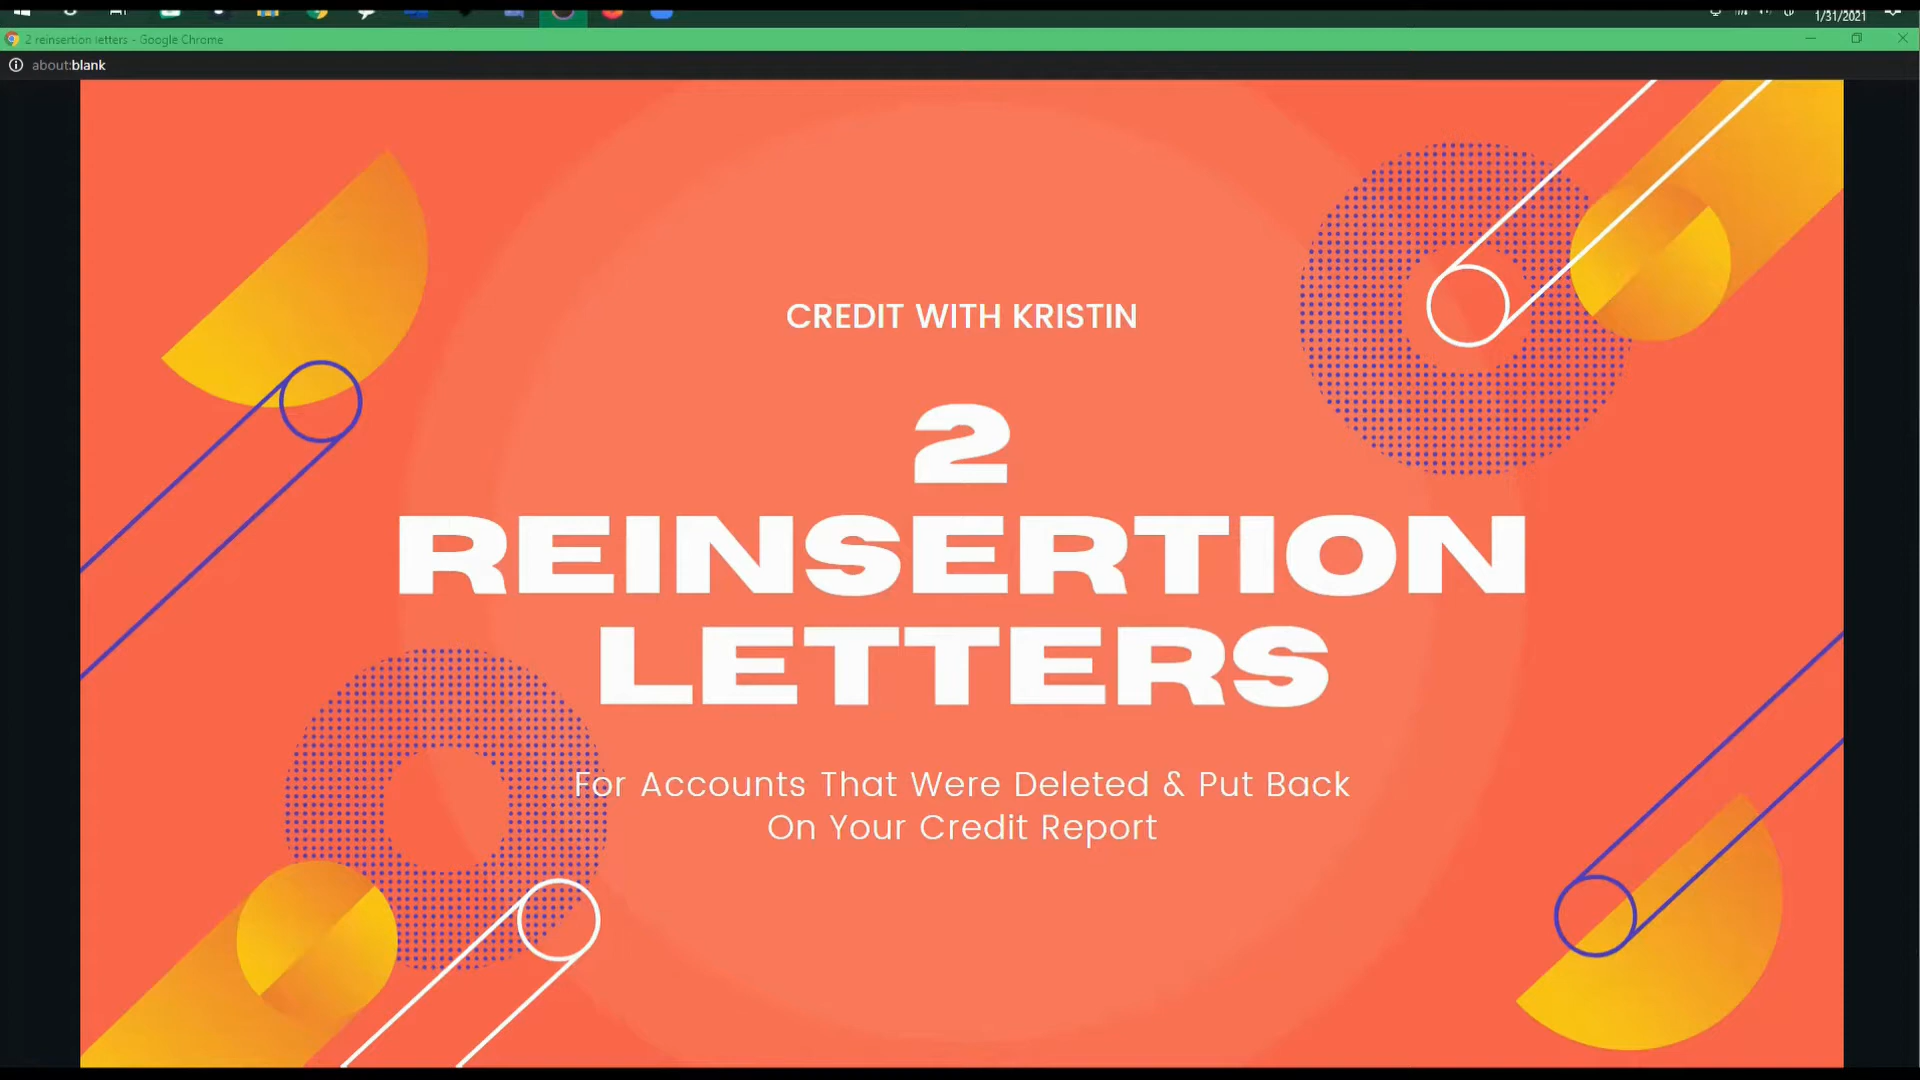 1/31/2021
2 reinsertion letters - Google Chrome
about:blank
CREDIT WITH KRISTIN
2
REINSERTION
LETTERS
For Accounts That Were Deleted & Put Back
On Your Credit Report